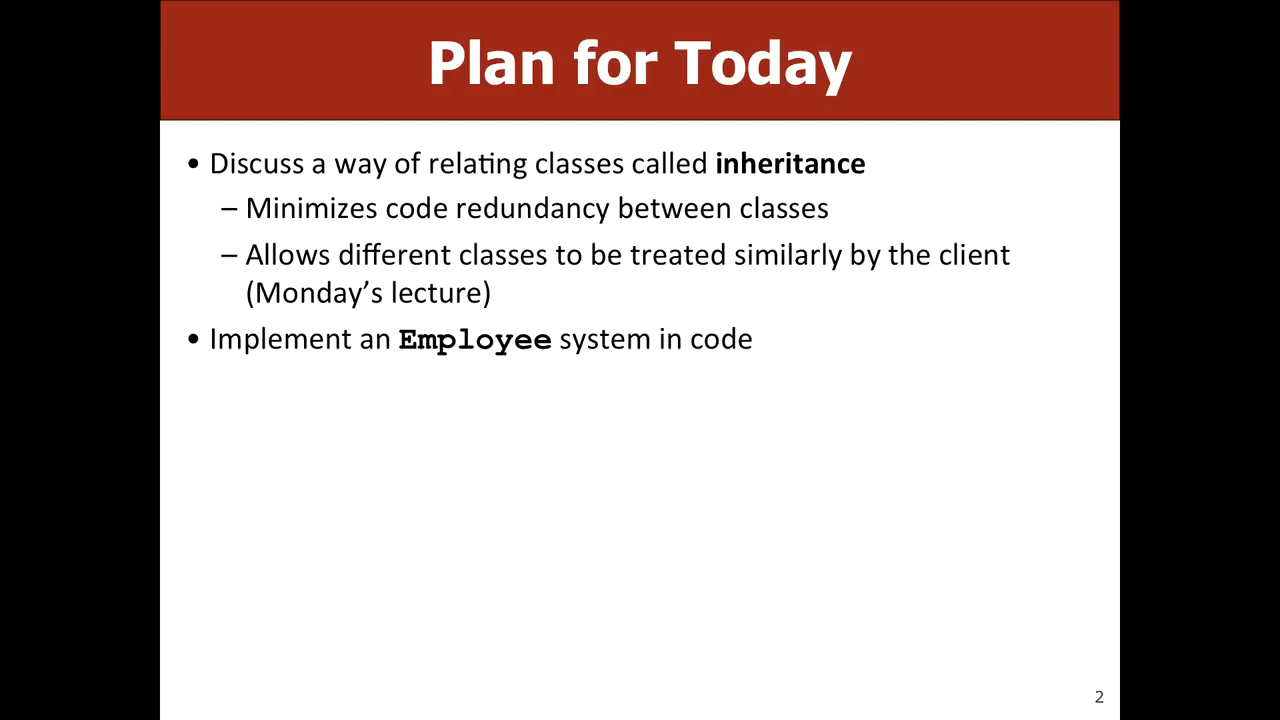 Plan for Today
• Discuss a way of relating classes called inheritance
– Minimizes code redundancy between classes
– Allows different classes to be treated similarly by the client
(Monday’s lecture)
• Implement an Employee system in code
2